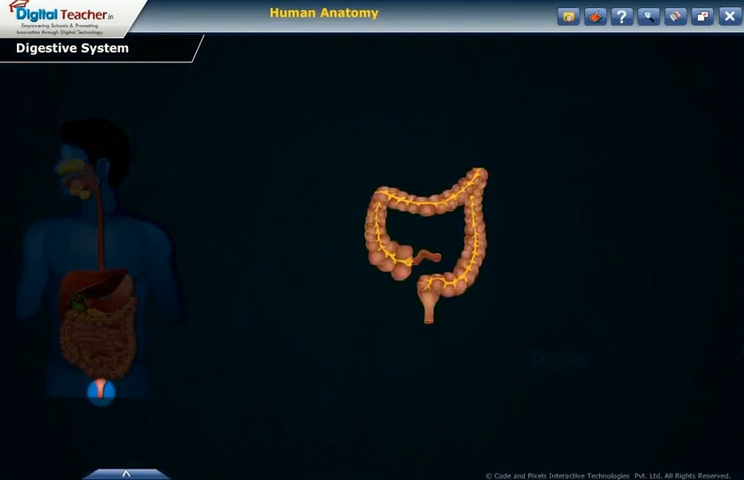 Digital Teacher.in
Empowering Schools & Promoting
Innovation through Digital Technology
Human Anatomy
?
Digestive System
© Code and Pixels Interactive Technologies Pvt. Ltd. All Rights Reserved.